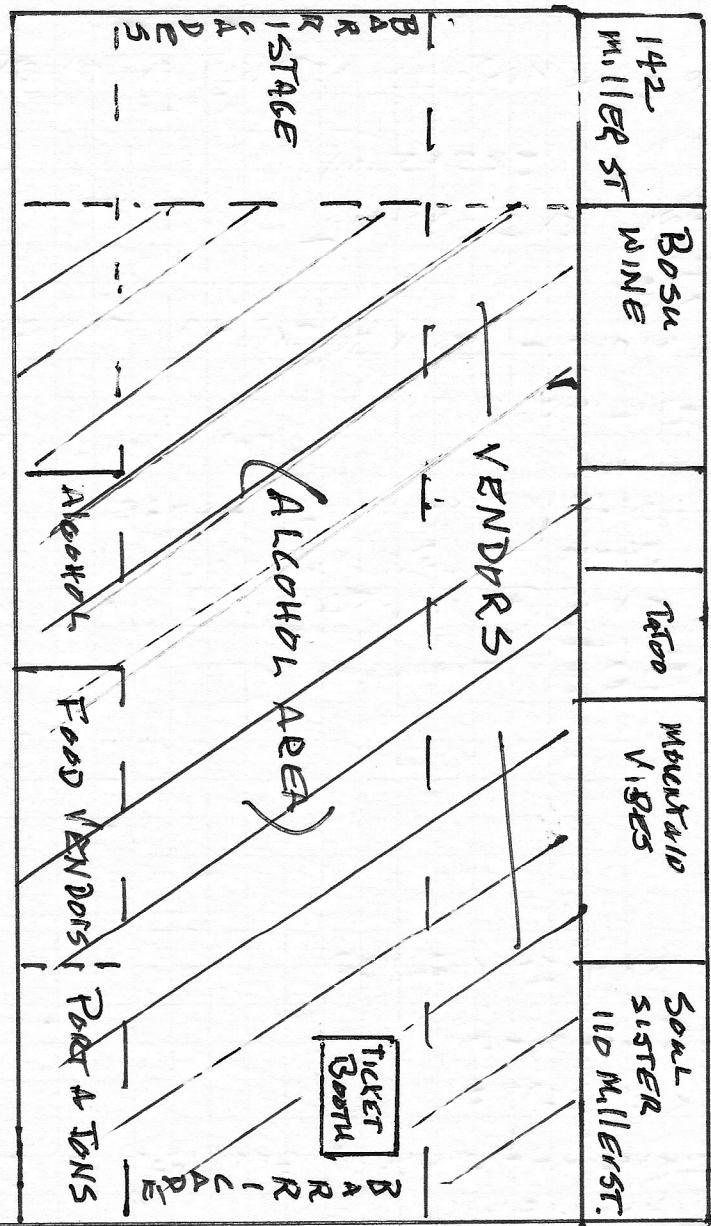 142
Miller ST
BOSU
WINE
TaToo
Mountain
VIBES
Soul
SISTER
110 Miller ST.
VENDORS
BARRICADES
STAGE
(ALCOHOL AREA)
TICKET
BOOTH
BARRICADE
AlCOHOL
FOOD VENDORS
PORT A JONS